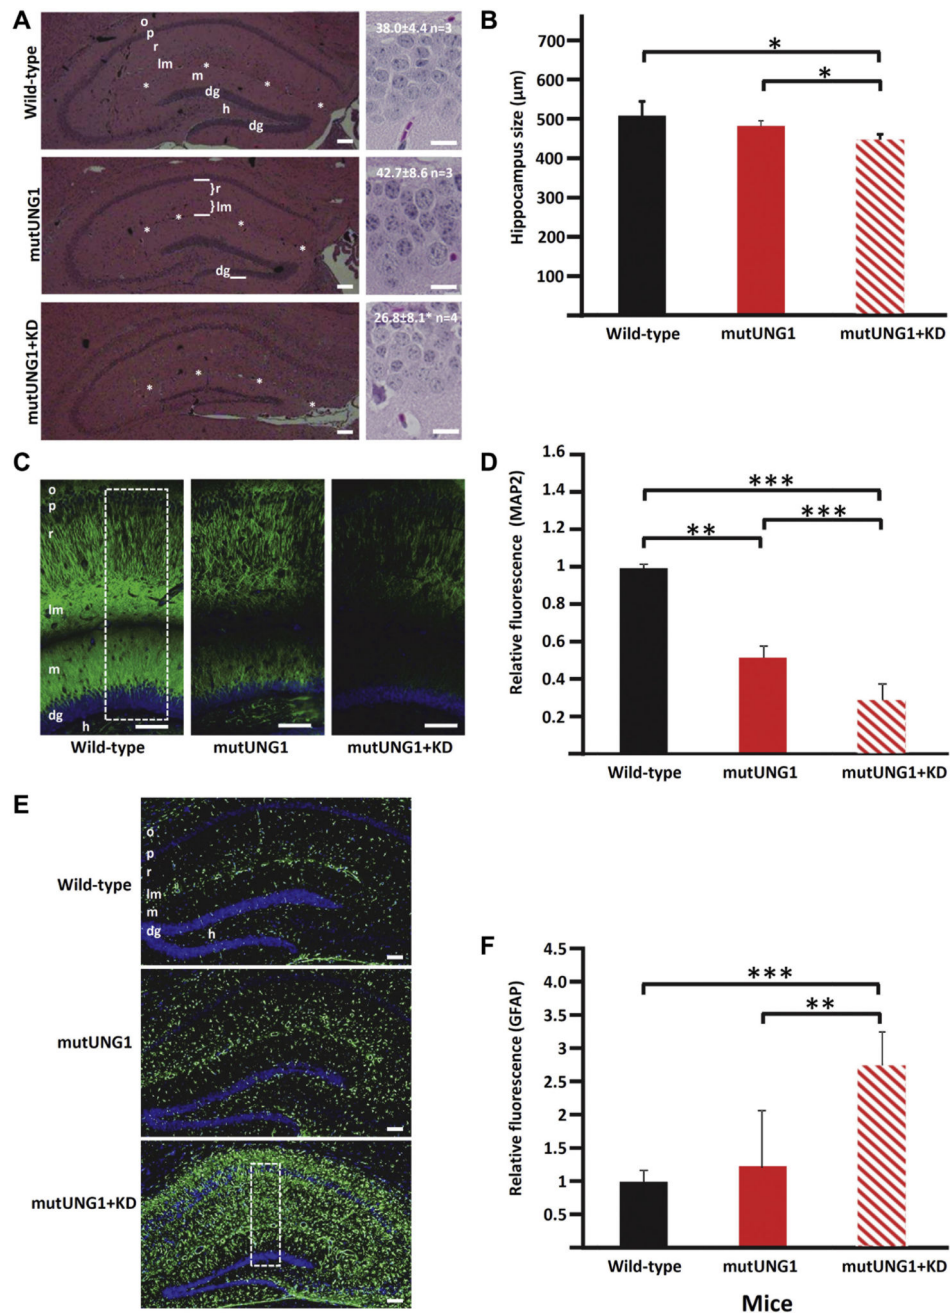 A
Wild-type
o
p
r
lm
*
m
*
*
dg
*
h
dg
38.0±4.4 n=3
mutUNG1
}r
}lm
*
*
*
*
dg
42.7±8.6 n=3
mutUNG1+KD
*
*
*
*
26.8±8.1* n=4
B
Hippocampus size (µm)
700
600
500
400
300
200
100
*
*
Wild-type mutUNG1 mutUNG1+KD
C
o
p
r
lm
m
dg
h
Wild-type mutUNG1 mutUNG1+KD
D
Relative fluorescence (MAP2)
1.6
1.4
1.2
1
0.8
0.6
0.4
0.2
***
**
***
Wild-type mutUNG1 mutUNG1+KD
E
Wild-type
o
p
r
lm
m
dg
h
mutUNG1
mutUNG1+KD
F
Relative fluorescence (GFAP)
4.5
4.0
3.5
3
2.5
2
1.5
1
0.5
***
**
Wild-type mutUNG1 mutUNG1+KD
Mice